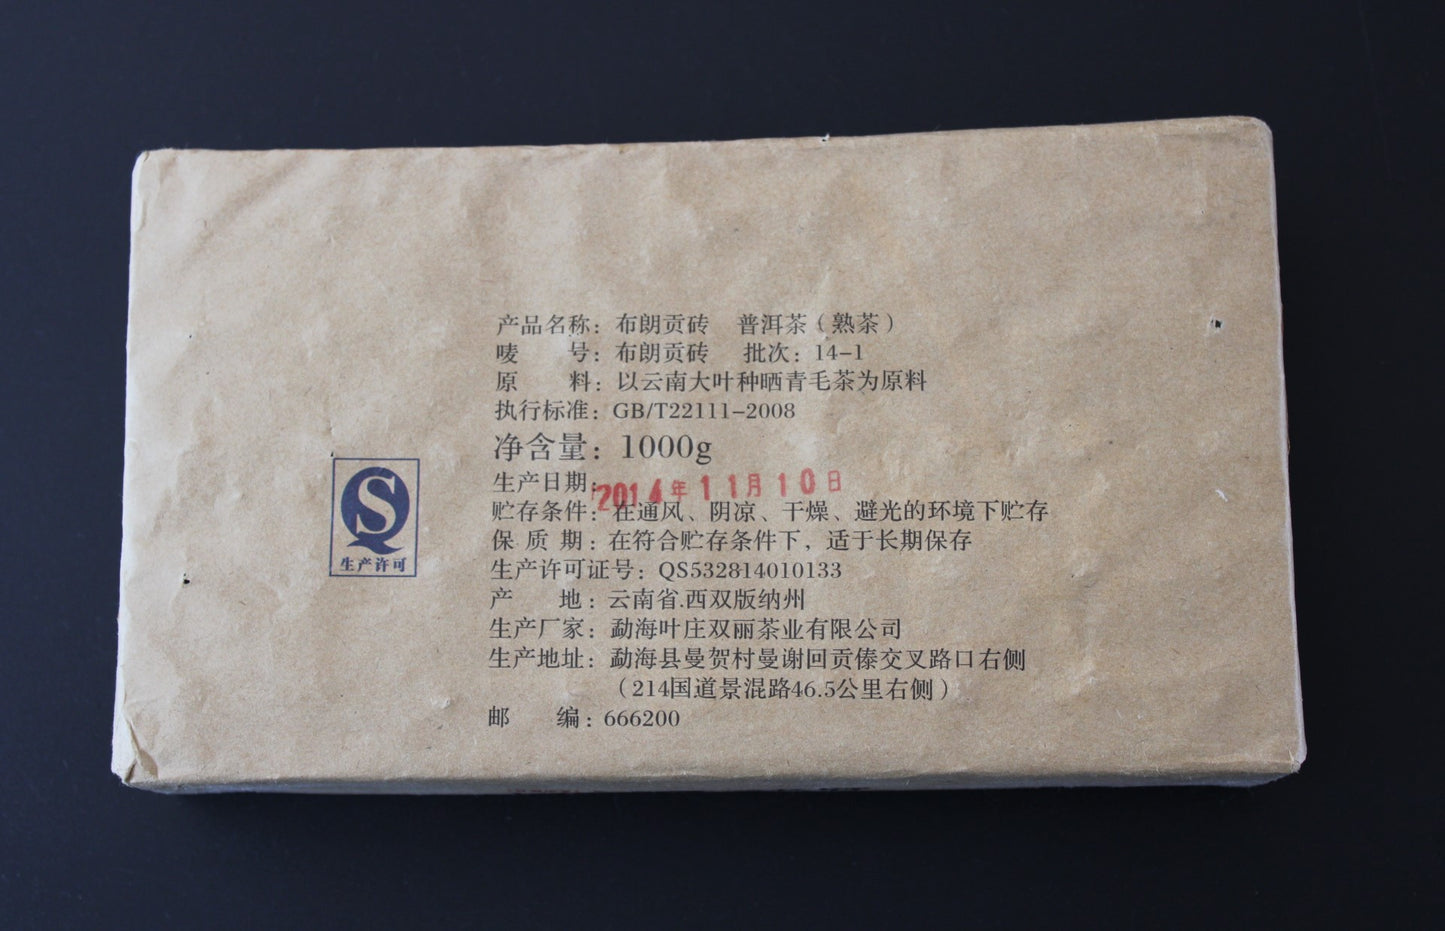 产品名称：布朗贡砖 普洱茶（熟茶）
唛 号：布朗贡砖 批次：14-1
原 料：以云南大叶种晒青毛茶为原料
执行标准：GB/T22111-2008
净含量：1000g
生产日期：2014年11月10日
贮存条件：在通风、阴凉、干燥、避光的环境下贮存
保 质 期：在符合贮存条件下，适于长期保存
生产许可证号：QS532814010133
产 地：云南省.西双版纳州
生产厂家：勐海叶庄双丽茶业有限公司
生产地址：勐海县曼贺村曼谢回贡傣交叉路口右侧
（214国道景混路46.5公里右侧）
邮 编：666200
QS
生产许可